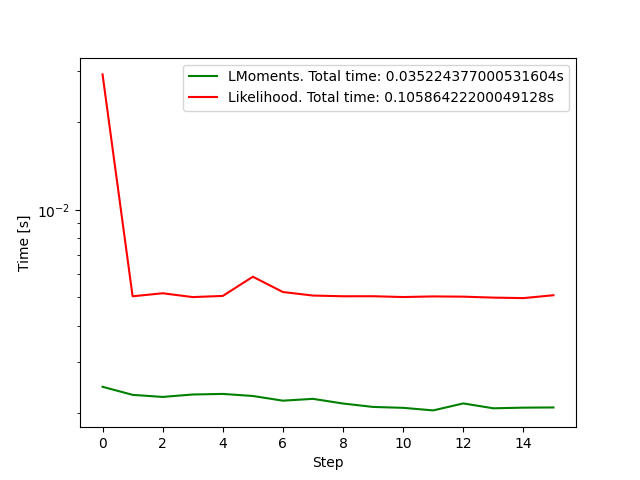 LMoments. Total time: 0.035224377000531604s
Likelihood. Total time: 0.10586422200049128s
Time [s]
10⁻²
0 2 4 6 8 10 12 14
Step